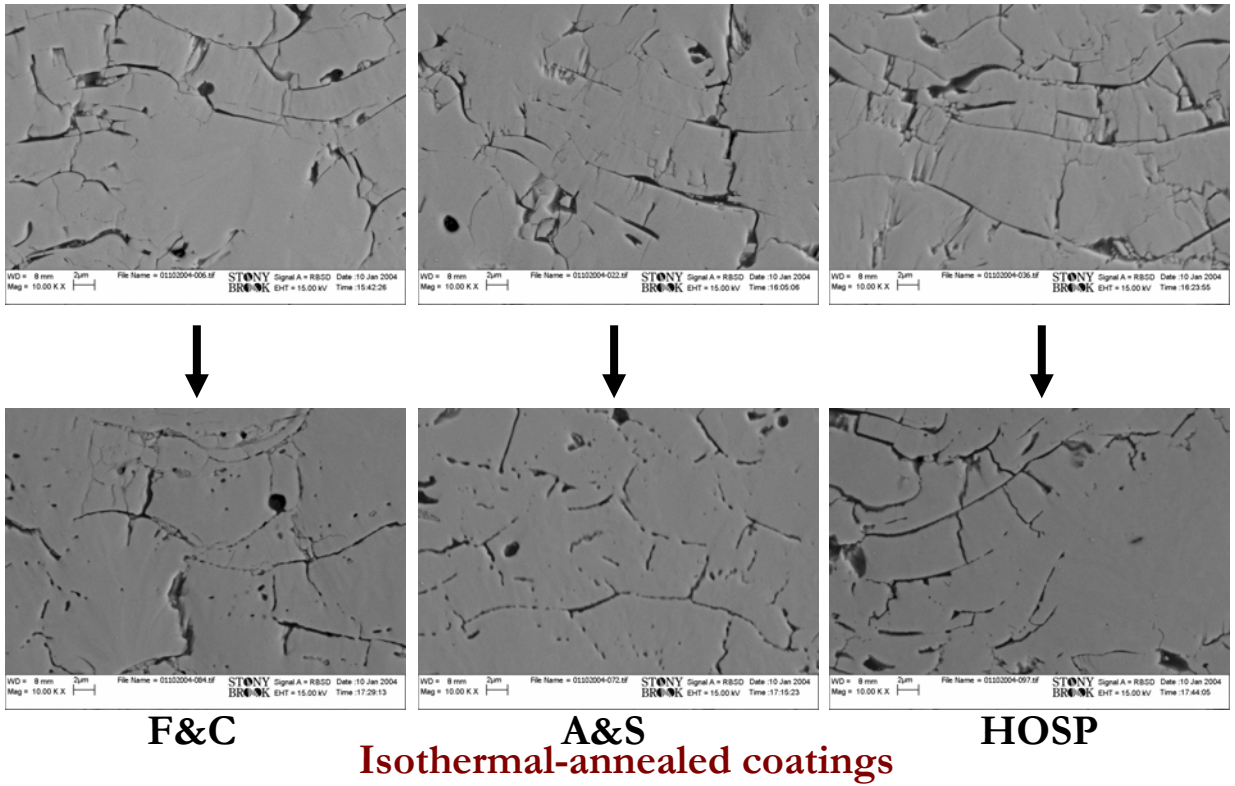 WD = 8 mm 2µm File Name = 01102004-006.tif STONY BROOK Signal A = RBSD Date :10 Jan 2004
Mag = 10.00 K X EHT = 15.00 kV Time :15:42:26
WD = 8 mm 2µm File Name = 01102004-022.tif STONY BROOK Signal A = RBSD Date :10 Jan 2004
Mag = 10.00 K X EHT = 15.00 kV Time :16:05:06
WD = 8 mm 2µm File Name = 01102004-036.tif STONY BROOK Signal A = RBSD Date :10 Jan 2004
Mag = 10.00 K X EHT = 15.00 kV Time :16:23:55
WD = 8 mm 2µm File Name = 01102004-084.tif STONY BROOK Signal A = RBSD Date :10 Jan 2004
Mag = 10.00 K X EHT = 15.00 kV Time :17:29:13
WD = 8 mm 2µm File Name = 01102004-072.tif STONY BROOK Signal A = RBSD Date :10 Jan 2004
Mag = 10.00 K X EHT = 15.00 kV Time :17:15:23
WD = 8 mm 2µm File Name = 01102004-097.tif STONY BROOK Signal A = RBSD Date :10 Jan 2004
Mag = 10.00 K X EHT = 15.00 kV Time :17:44:05
F&C A&S HOSP
Isothermal-annealed coatings